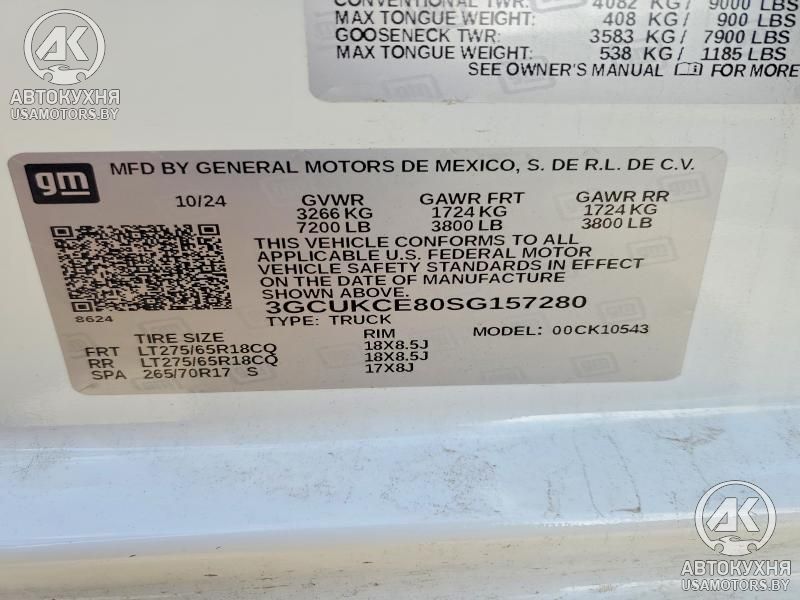 CONVENTIONAL TWR: 4082 KG/ 9000 LBS
MAX TONGUE WEIGHT: 408 KG/ 900 LBS
GOOSENECK TWR: 3583 KG/ 7900 LBS
MAX TONGUE WEIGHT: 538 KG/ 1185 LBS
SEE OWNER'S MANUAL FOR MORE
AK
АВТОКУХНЯ
USAMOTORS.BY
gm
MFD BY GENERAL MOTORS DE MEXICO, S. DE R.L. DE C.V.
10/24 GVWR GAWR FRT GAWR RR
3266 KG 1724 KG 1724 KG
7200 LB 3800 LB 3800 LB
THIS VEHICLE CONFORMS TO ALL
APPLICABLE U.S. FEDERAL MOTOR
VEHICLE SAFETY STANDARDS IN EFFECT
ON THE DATE OF MANUFACTURE
SHOWN ABOVE.
8624
3GCUKCE80SG157280
TYPE: TRUCK MODEL: 00CK10543
TIRE SIZE RIM
FRT LT275/65R18CQ 18X8.5J
RR LT275/65R18CQ 18X8.5J
SPA 265/70R17 S 17X8J
AK
АВТОКУХНЯ
USAMOTORS.BY